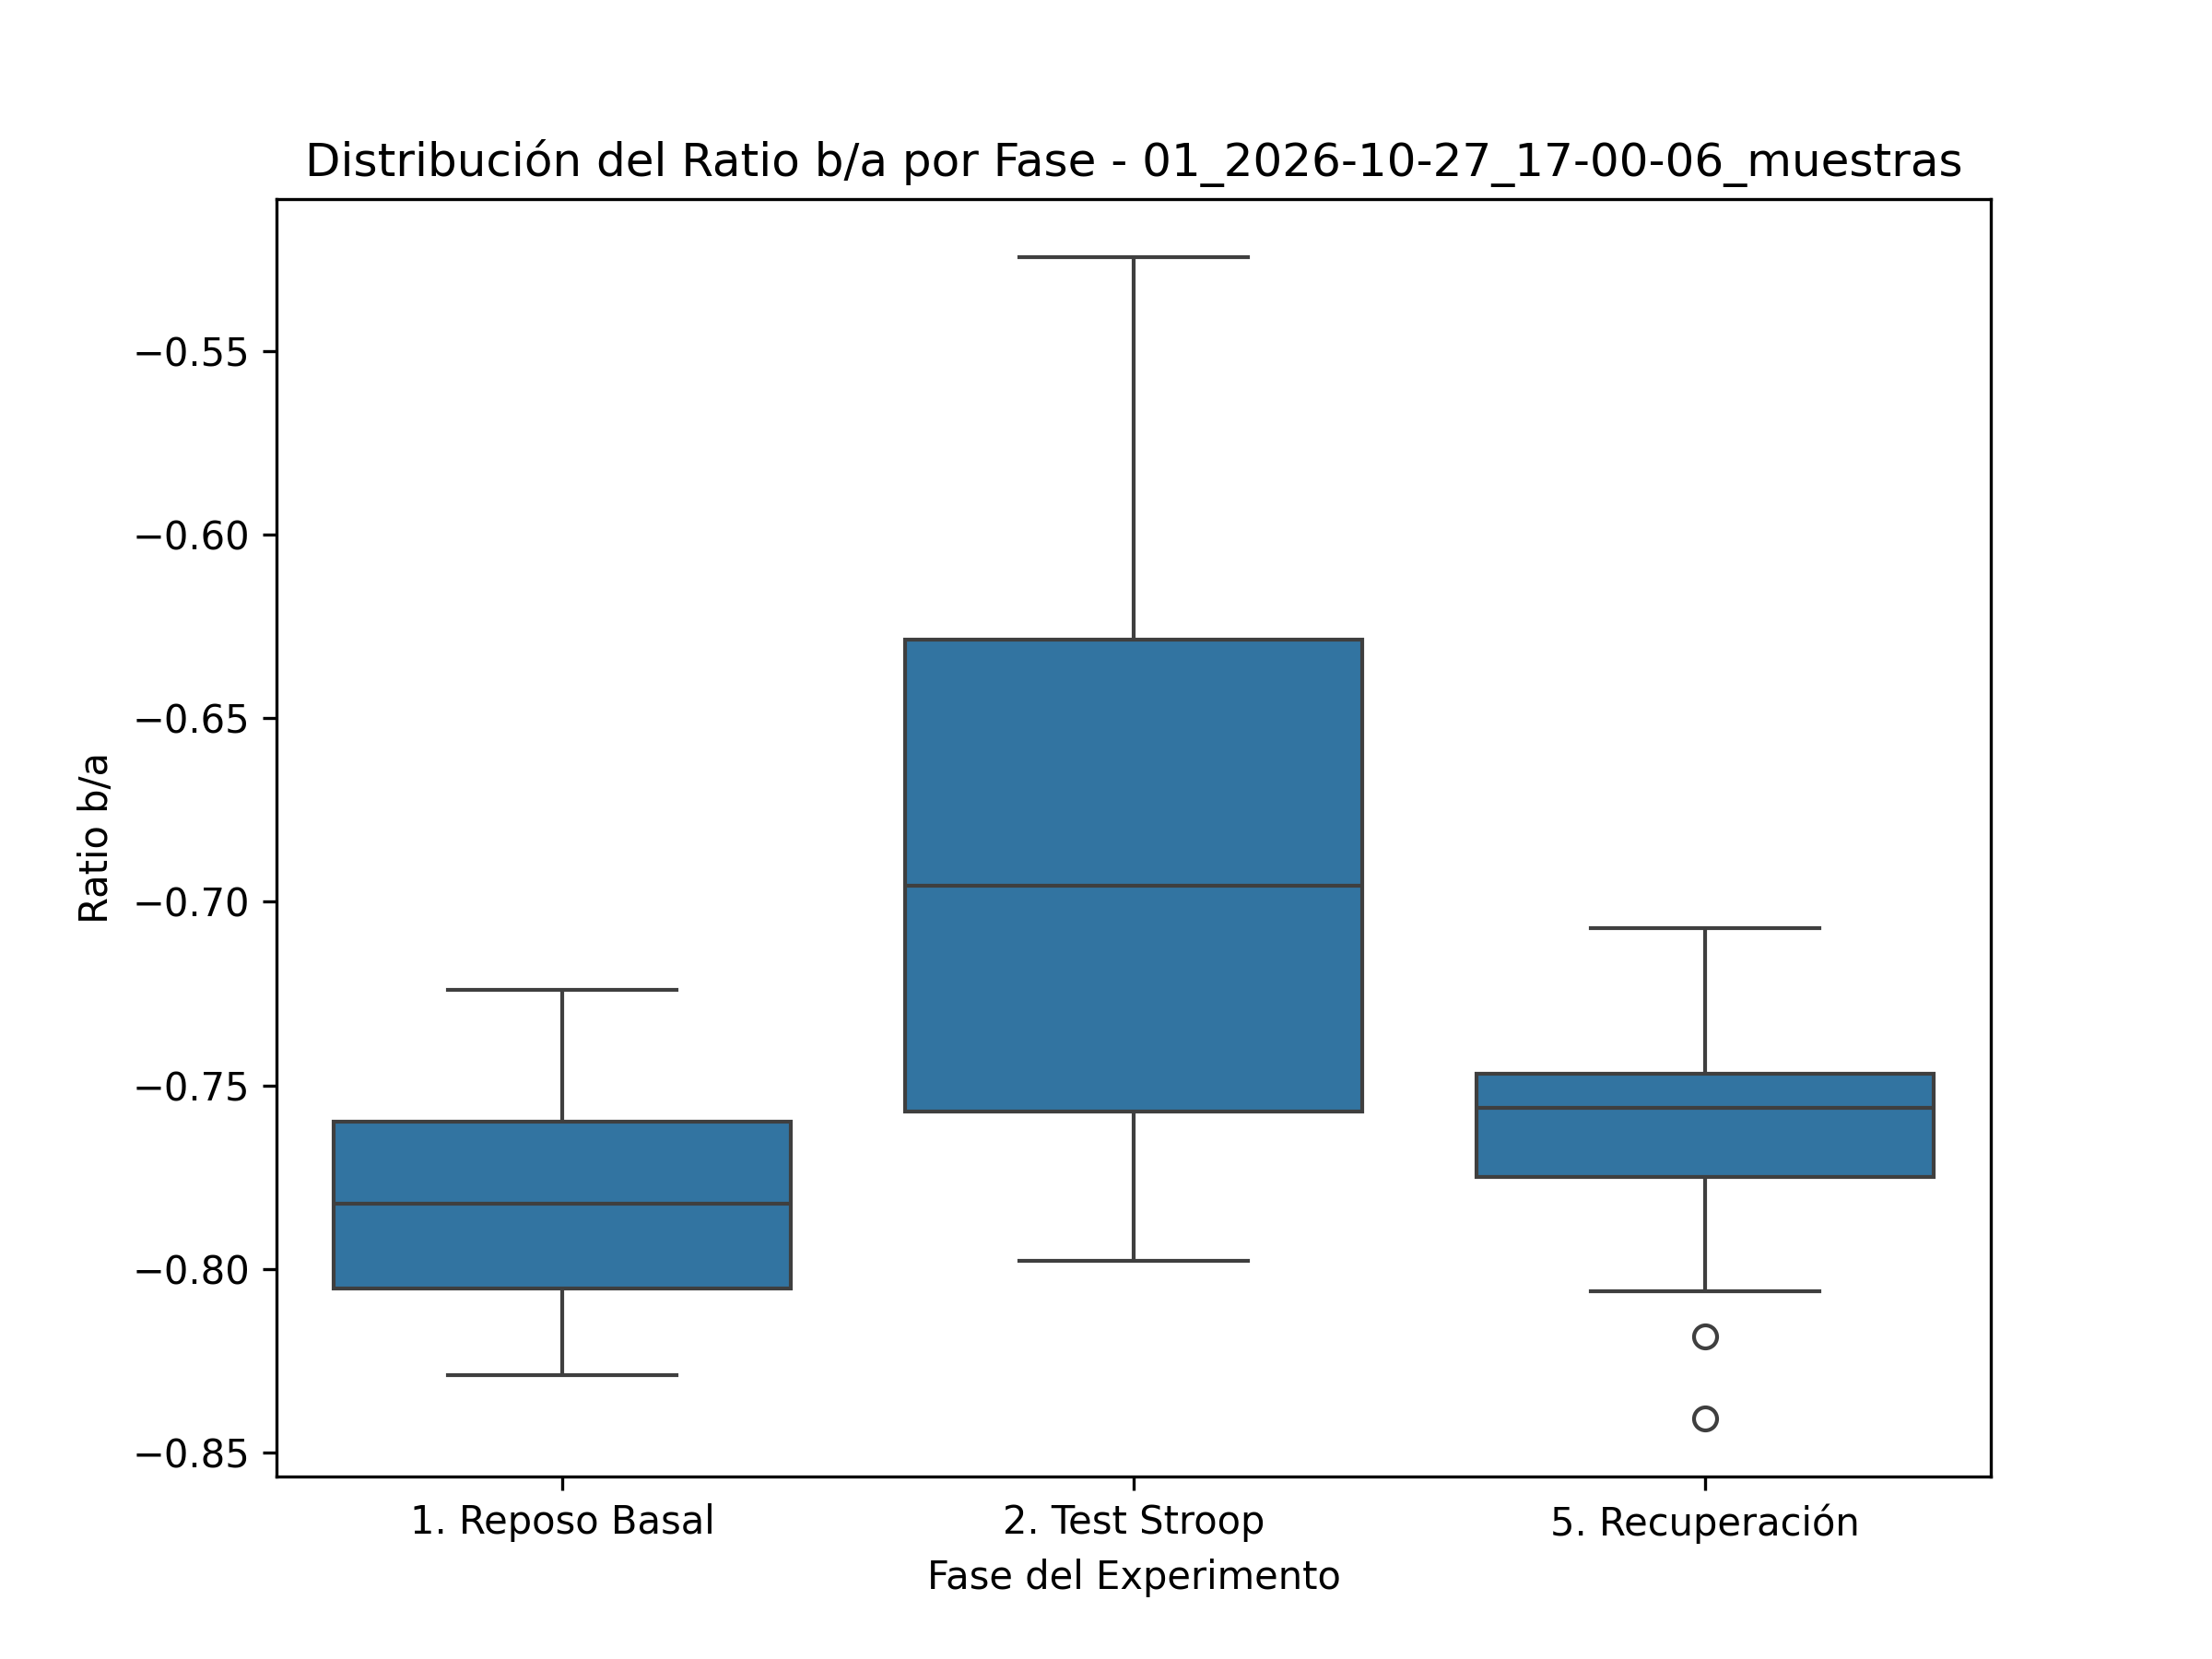 Distribución del Ratio b/a por Fase - 01_2026-10-27_17-00-06_muestras
Ratio b/a
−0.55
−0.60
−0.65
−0.70
−0.75
−0.80
−0.85
1. Reposo Basal
2. Test Stroop
5. Recuperación
Fase del Experimento